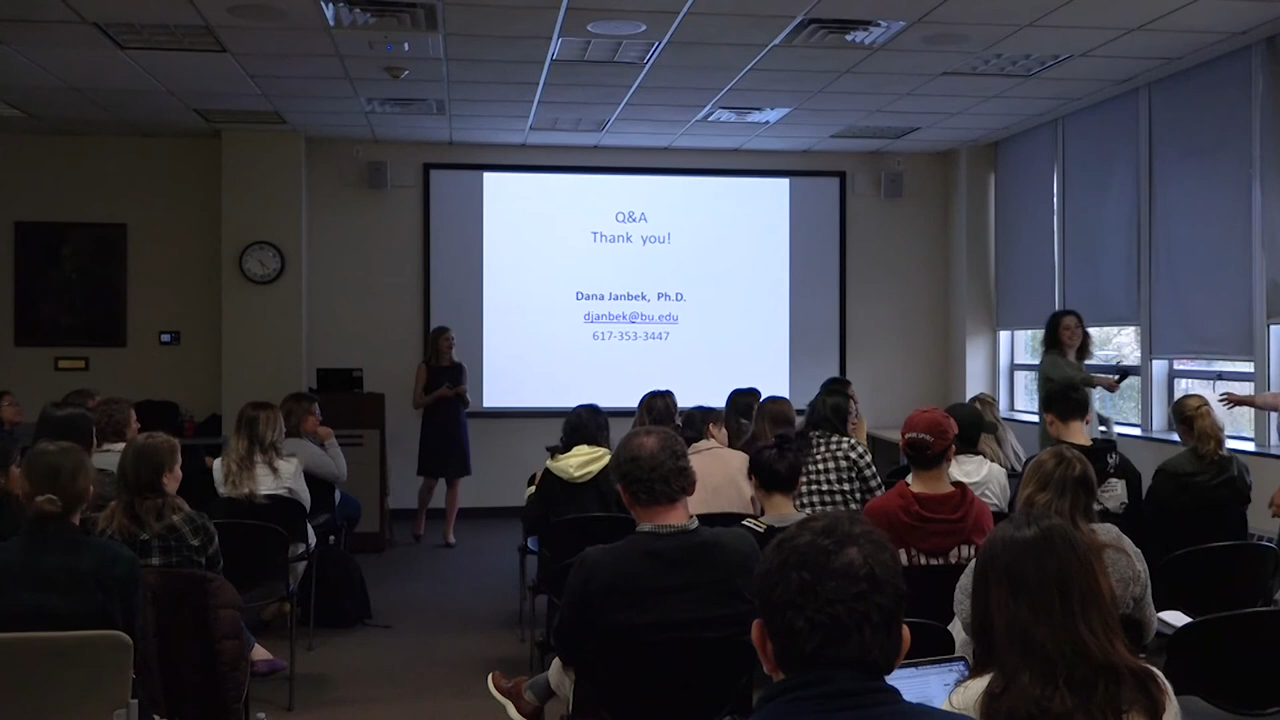 Q&A
Thank you!
Dana Janbek, Ph.D.
djanbek@bu.edu
617-353-3447